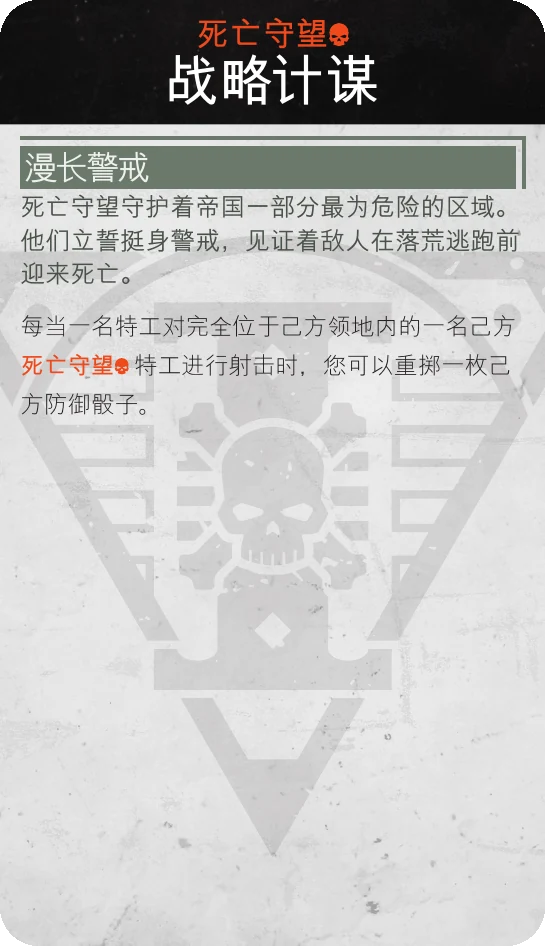 死亡守望
战略计谋
漫长警戒
死亡守望守护着帝国一部分最为危险的区域。
他们立誓挺身警戒，见证着敌人在落荒逃跑前
迎来死亡。
每当一名特工对完全位于己方领地内的一名己方
死亡守望 特工进行射击时，您可以重掷一枚己
方防御骰子。